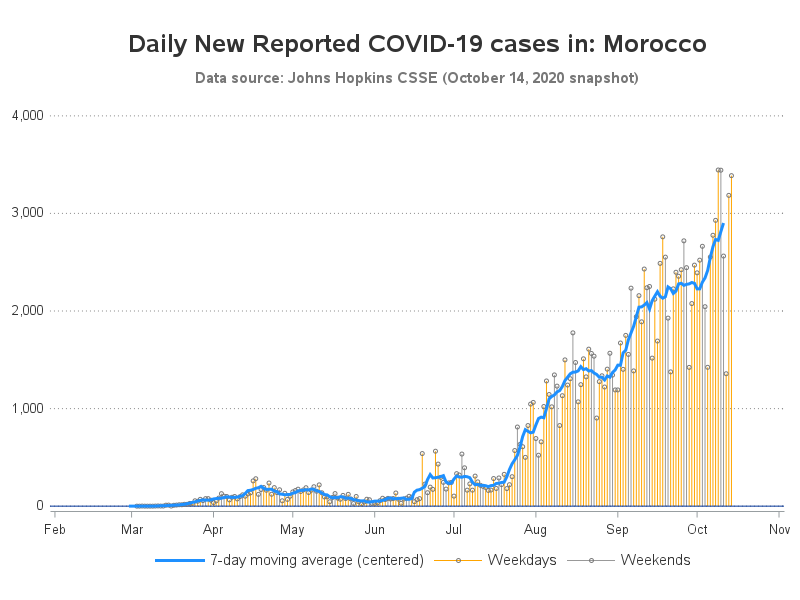 Daily New Reported COVID-19 cases in: Morocco
Data source: Johns Hopkins CSSE (October 14, 2020 snapshot)
4,000
3,000
2,000
1,000
0
Feb Mar Apr May Jun Jul Aug Sep Oct Nov
7-day moving average (centered) Weekdays Weekends